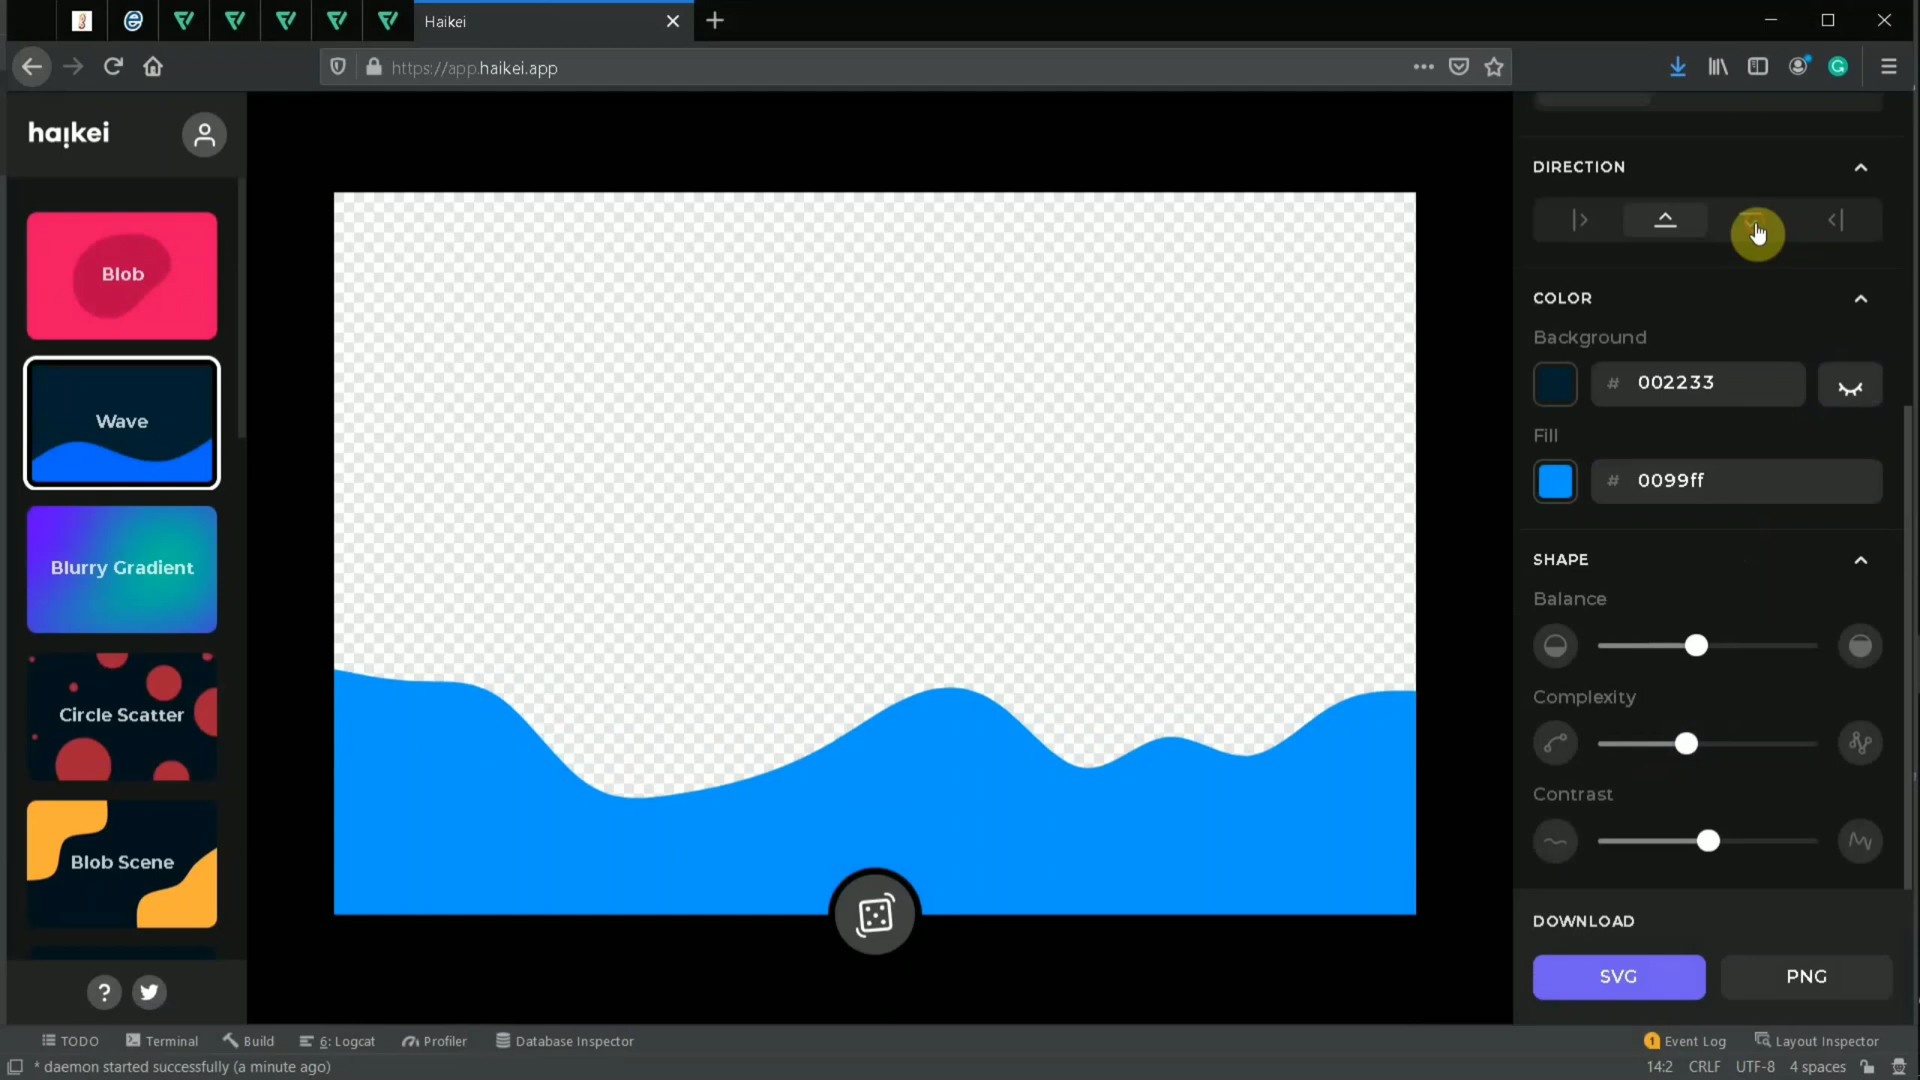 Haikei
https://app.haikei.app
haikei
Blob
Wave
Blurry Gradient
Circle Scatter
Blob Scene
DIRECTION
COLOR
Background
# 002233
Fill
# 0099ff
SHAPE
Balance
Complexity
Contrast
DOWNLOAD
SVG
PNG
?
TODO Terminal Build 6: Logcat Profiler Database Inspector 1 Event Log Layout Inspector
* daemon started successfully (a minute ago) 14:2 CRLF UTF-8 4 spaces